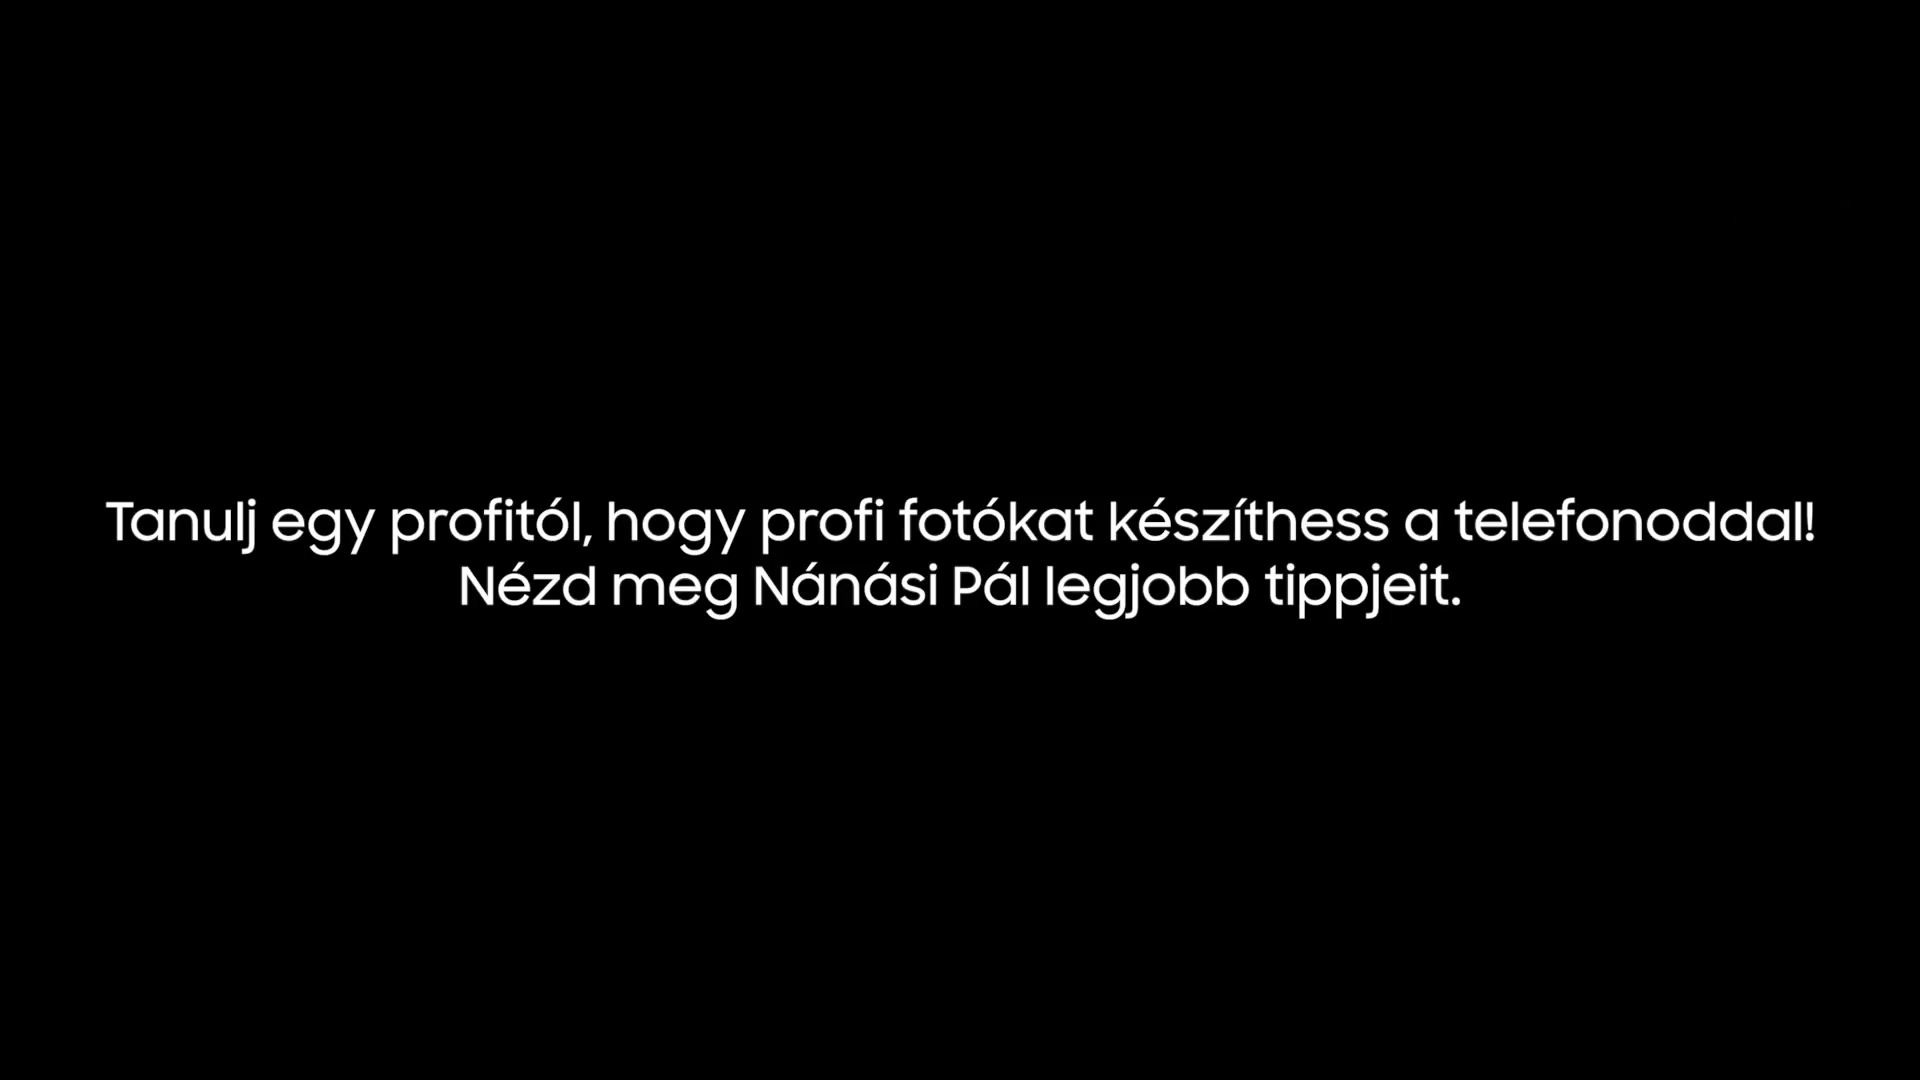 Tanulj egy profitól, hogy profi fotókat készíthess a telefonoddal!
Nézd meg Nánási Pál legjobb tippjeit.